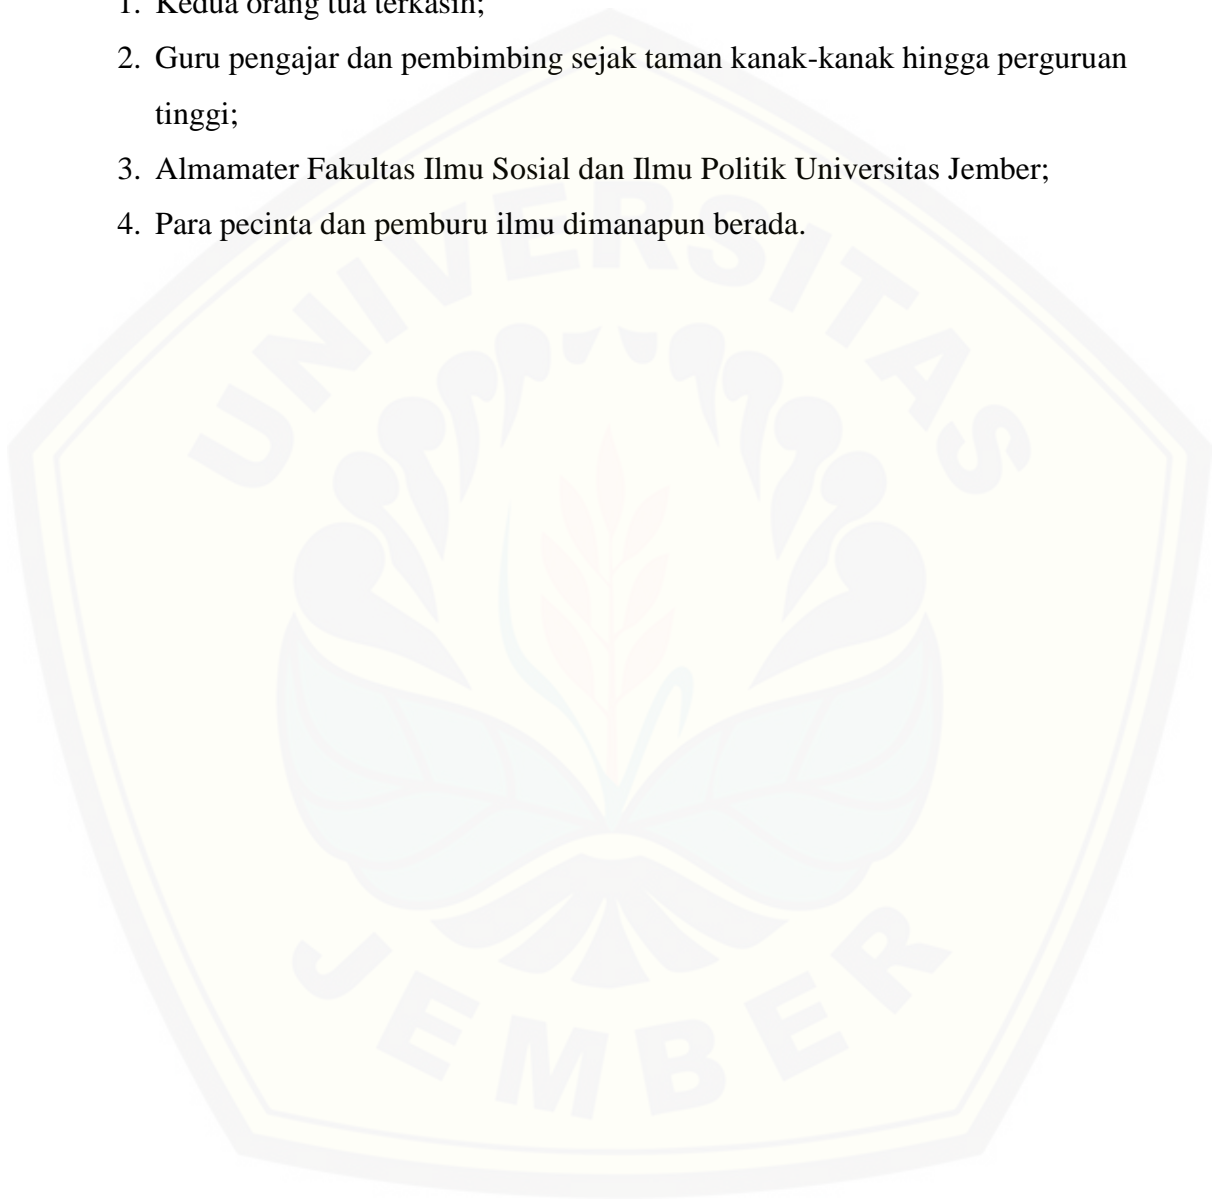 1. Kedua orang tua terkasih;
2. Guru pengajar dan pembimbing sejak taman kanak-kanak hingga perguruan
tinggi;
3. Almamater Fakultas Ilmu Sosial dan Ilmu Politik Universitas Jember;
4. Para pecinta dan pemburu ilmu dimanapun berada.
UNIVERSITAS
JEMBER